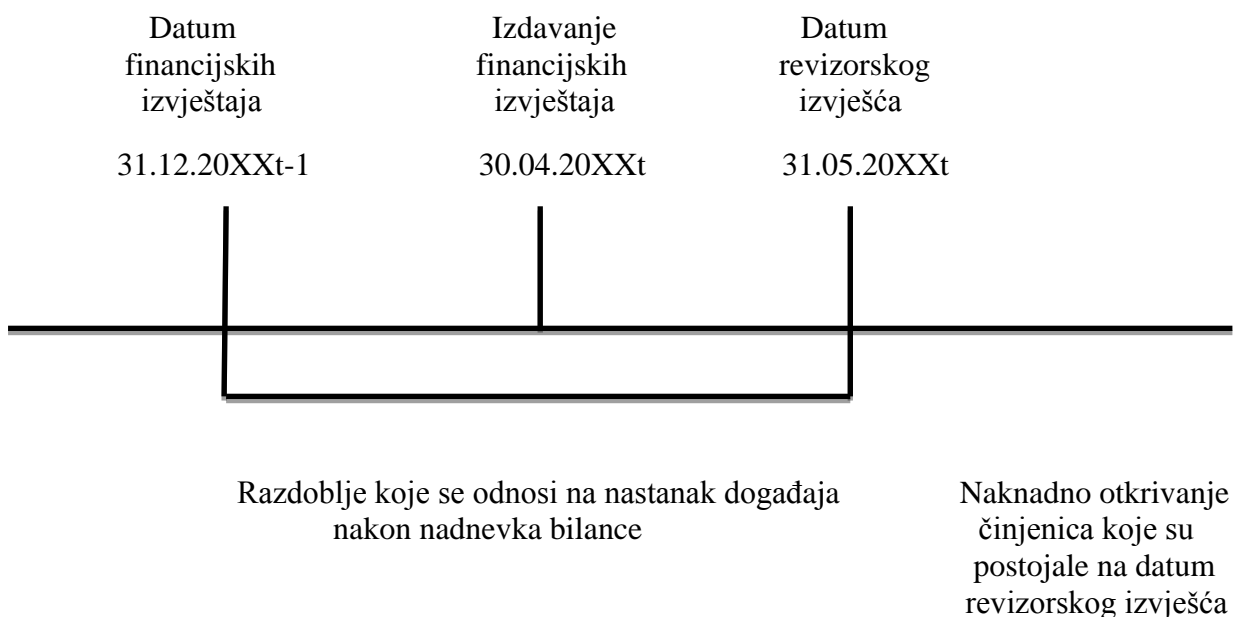 Datum
financijskih
izvještaja
31.12.20XXt-1
Izdavanje
financijskih
izvještaja
30.04.20XXt
Datum
revizorskog
izvješća
31.05.20XXt
Razdoblje koje se odnosi na nastanak događaja
nakon nadnevka bilance
Naknadno otkrivanje
činjenica koje su
postojale na datum
revizorskog izvješća